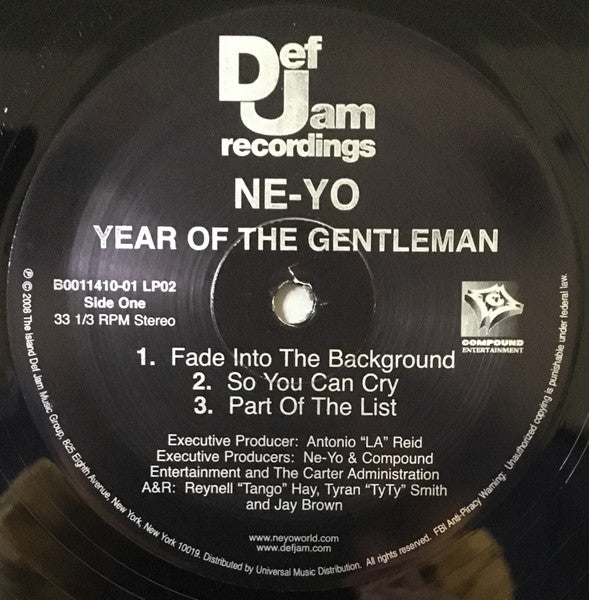 Def
Jam
recordings
NE-YO
YEAR OF THE GENTLEMAN
B0011410-01 LP02
Side One
33 1/3 RPM Stereo
COMPOUND
ENTERTAINMENT
1. Fade Into The Background
2. So You Can Cry
3. Part Of The List
Executive Producer: Antonio “LA” Reid
Executive Producers: Ne-Yo & Compound
Entertainment and The Carter Administration
A&R: Reynell “Tango” Hay, Tyran “TyTy” Smith
and Jay Brown
www.neyoworld.com
www.defjam.com
℗ © 2008 The Island Def Jam Music Group, 825 Eighth Avenue, New York, New York 10019. Distributed by Universal Music Distribution. All rights reserved. FBI Anti-Piracy Warning: Unauthorized copying is punishable under federal law.